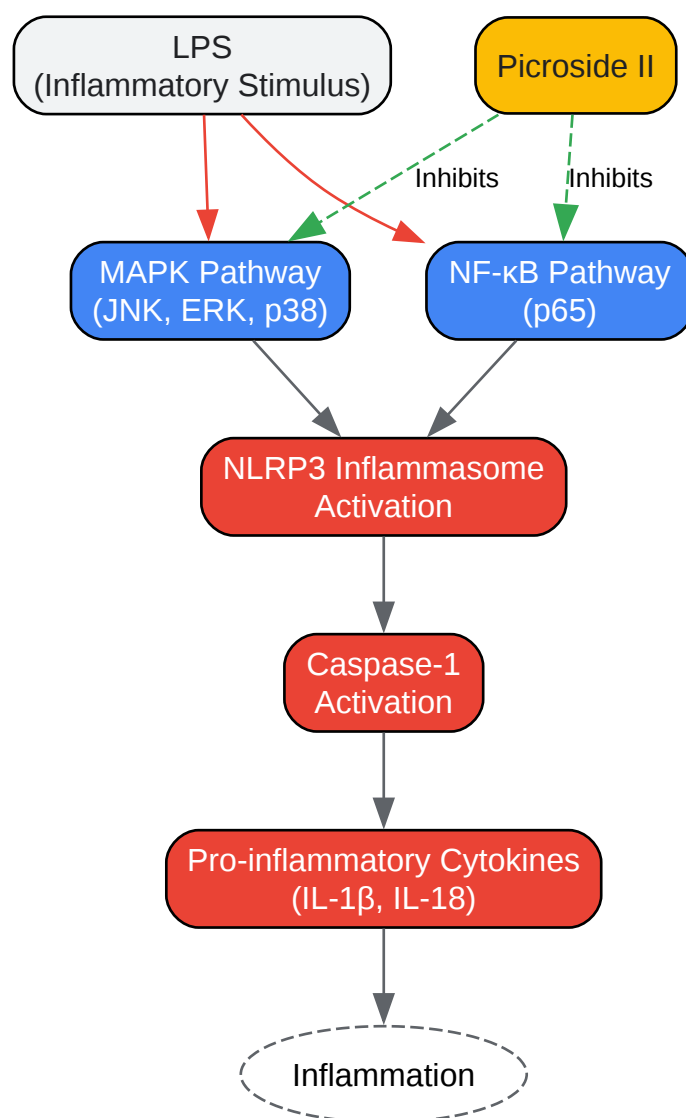 LPS
(Inflammatory Stimulus)
Picroside II
Inhibits
Inhibits
MAPK Pathway
(JNK, ERK, p38)
NF-κB Pathway
(p65)
NLRP3 Inflammasome
Activation
Caspase-1
Activation
Pro-inflammatory Cytokines
(IL-1β, IL-18)
Inflammation